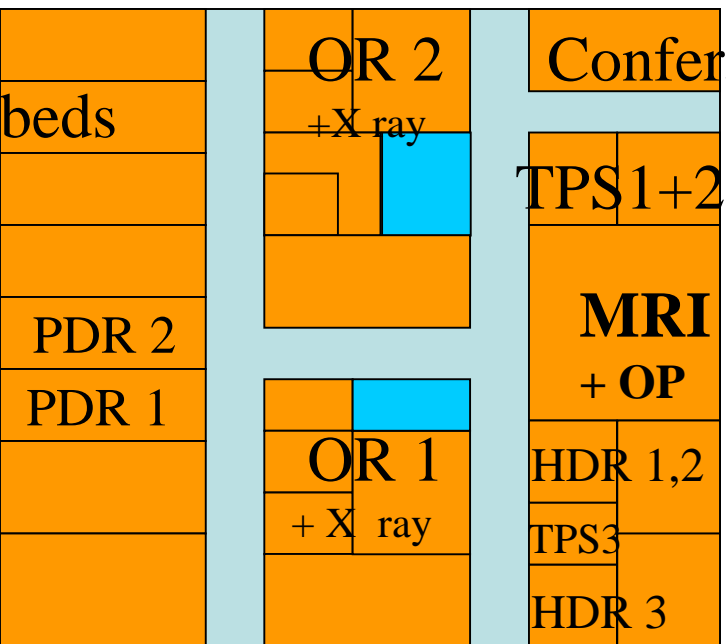 beds
PDR 2
PDR 1
OR 2
+X ray
OR 1
+ X ray
Confer
TPS1+2
MRI
+ OP
HDR 1,2
TPS3
HDR 3